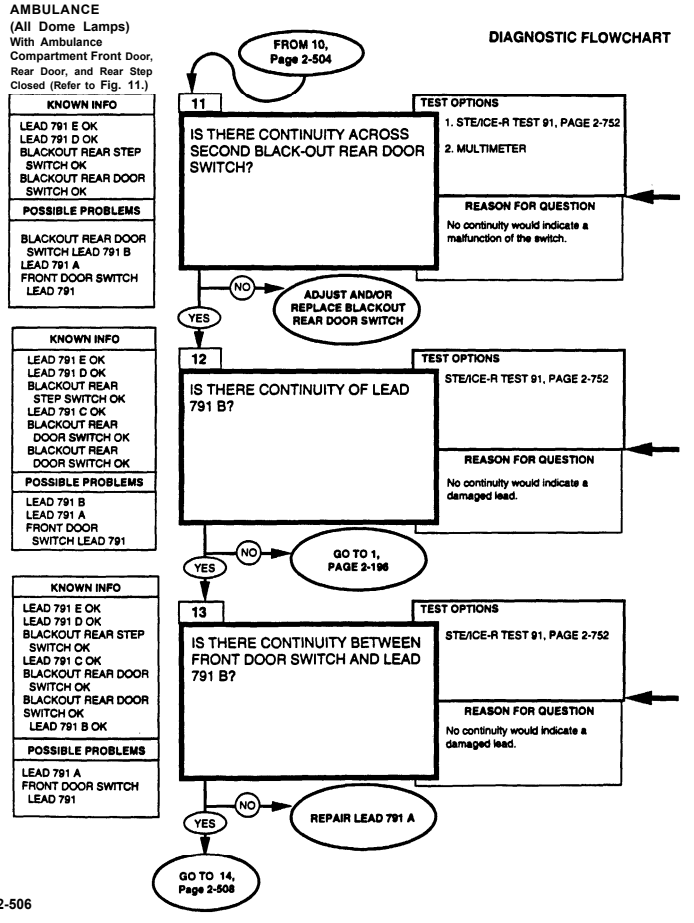 AMBULANCE
(All Dome Lamps)
With Ambulance
Compartment Front Door,
Rear Door, and Rear Step
Closed (Refer to Fig. 11.)
DIAGNOSTIC FLOWCHART
FROM 10,
Page 2-504
KNOWN INFO
LEAD 791 E OK
LEAD 791 D OK
BLACKOUT REAR STEP
SWITCH OK
BLACKOUT REAR DOOR
SWITCH OK
POSSIBLE PROBLEMS
BLACKOUT REAR DOOR
SWITCH LEAD 791 B
LEAD 791 A
FRONT DOOR SWITCH
LEAD 791
11
IS THERE CONTINUITY ACROSS
SECOND BLACK-OUT REAR DOOR
SWITCH?
TEST OPTIONS
1. STE/ICE-R TEST 91, PAGE 2-752
2. MULTIMETER
REASON FOR QUESTION
No continuity would indicate a
malfunction of the switch.
NO
ADJUST AND/OR
REPLACE BLACKOUT
REAR DOOR SWITCH
YES
KNOWN INFO
LEAD 791 E OK
LEAD 791 D OK
BLACKOUT REAR
STEP SWITCH OK
LEAD 791 C OK
BLACKOUT REAR
DOOR SWITCH OK
BLACKOUT REAR
DOOR SWITCH OK
POSSIBLE PROBLEMS
LEAD 791 B
LEAD 791 A
FRONT DOOR
SWITCH LEAD 791
12
IS THERE CONTINUITY OF LEAD
791 B?
TEST OPTIONS
STE/ICE-R TEST 91, PAGE 2-752
REASON FOR QUESTION
No continuity would indicate a
damaged lead.
NO
GO TO 1,
PAGE 2-196
YES
KNOWN INFO
LEAD 791 E OK
LEAD 791 D OK
BLACKOUT REAR STEP
SWITCH OK
LEAD 791 C OK
BLACKOUT REAR DOOR
SWITCH OK
BLACKOUT REAR DOOR
SWITCH OK
LEAD 791 B OK
POSSIBLE PROBLEMS
LEAD 791 A
FRONT DOOR SWITCH
LEAD 791
13
IS THERE CONTINUITY BETWEEN
FRONT DOOR SWITCH AND LEAD
791 B?
TEST OPTIONS
STE/ICE-R TEST 91, PAGE 2-752
REASON FOR QUESTION
No continuity would indicate a
damaged lead.
NO
REPAIR LEAD 791 A
YES
GO TO 14,
Page 2-508
2-506